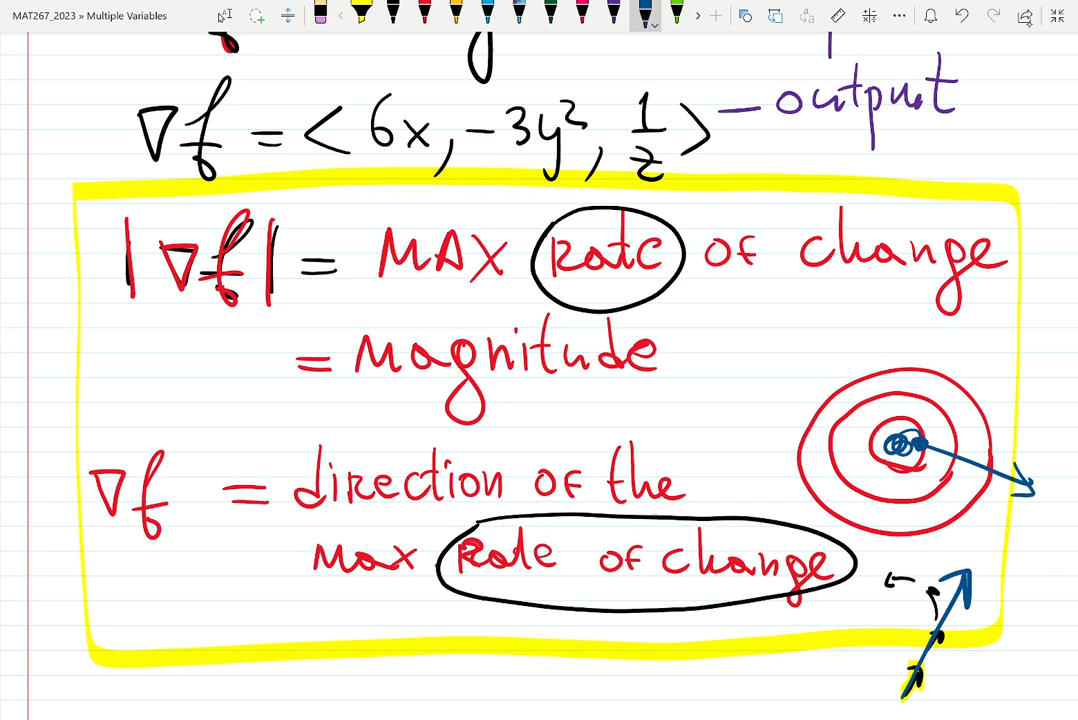 MAT267_2023 » Multiple Variables
∇f = < 6x, -3y², 1/z > - output
|∇f| = MAX Rate of change
= Magnitude
∇f = direction of the
Max Rate of change